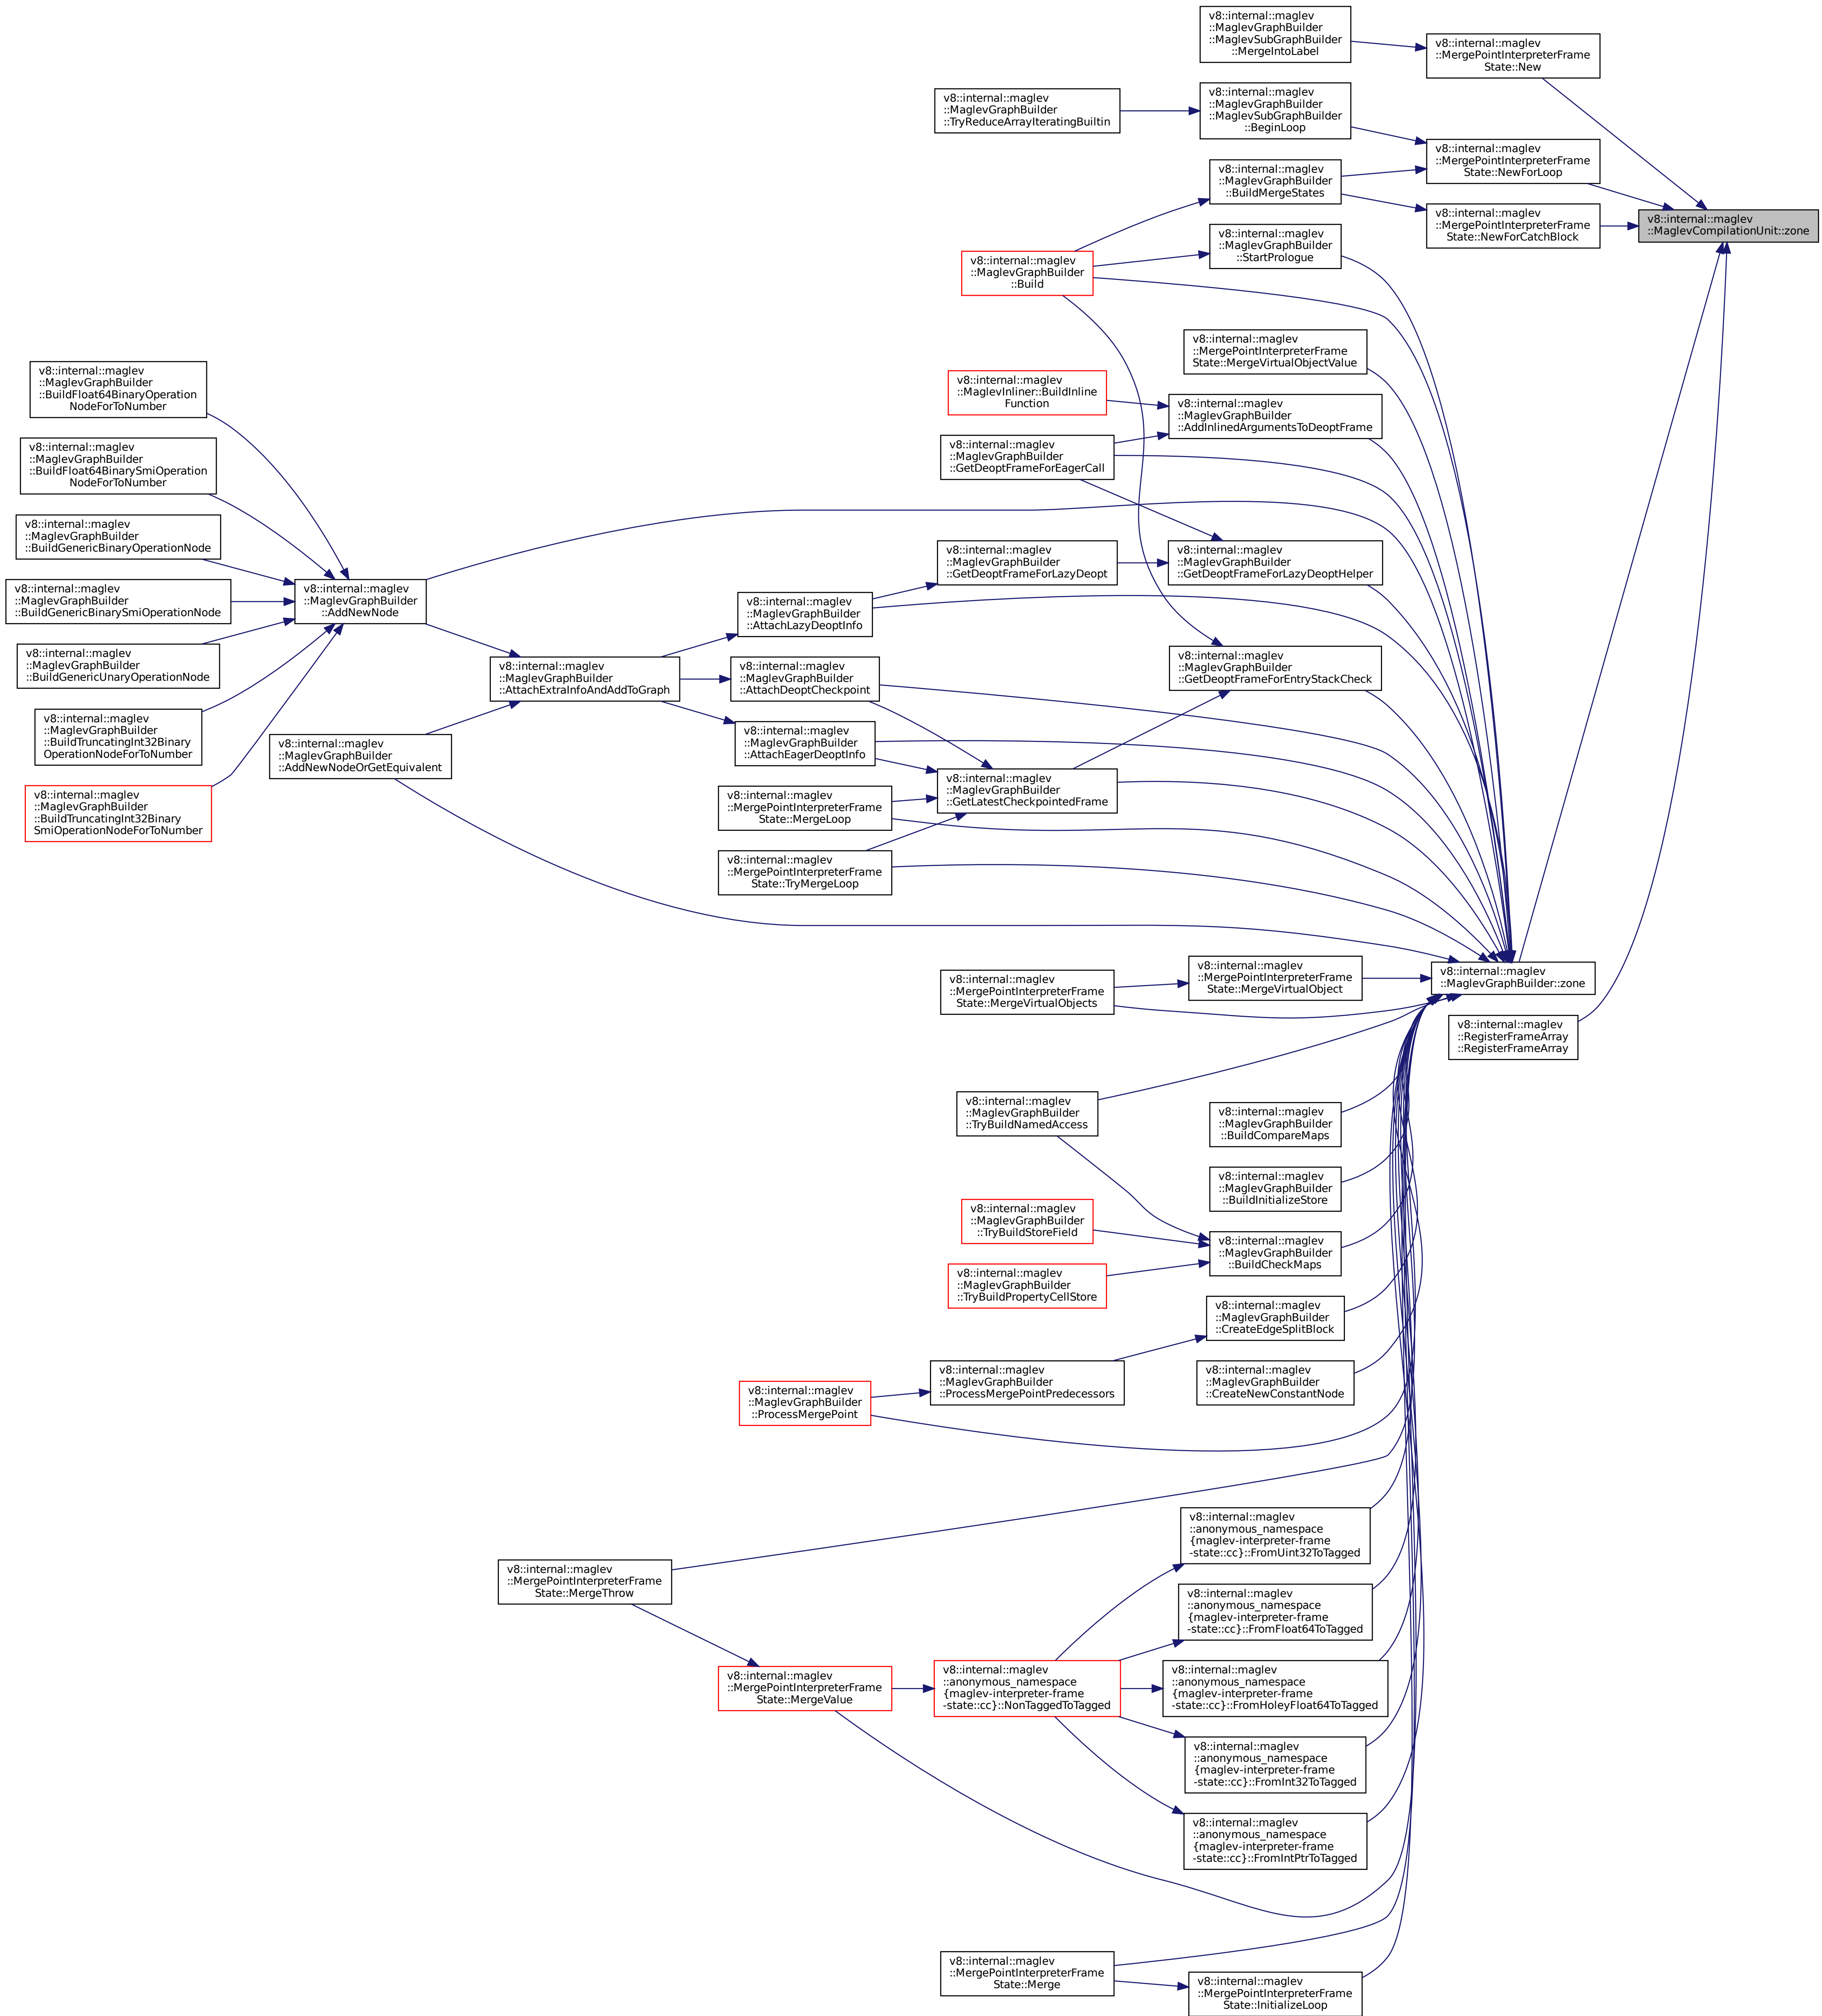 v8::internal::maglev
::MaglevGraphBuilder
::MaglevSubGraphBuilder
::MergeIntoLabel
v8::internal::maglev
::MergePointInterpreterFrame
State::New
v8::internal::maglev
::MaglevGraphBuilder
::TryReduceArrayIteratingBuiltin
v8::internal::maglev
::MaglevGraphBuilder
::MaglevSubGraphBuilder
::BeginLoop
v8::internal::maglev
::MergePointInterpreterFrame
State::NewForLoop
v8::internal::maglev
::MaglevGraphBuilder
::BuildMergeStates
v8::internal::maglev
::MergePointInterpreterFrame
State::NewForCatchBlock
v8::internal::maglev
::MaglevCompilationUnit::zone
v8::internal::maglev
::MaglevGraphBuilder
::StartPrologue
v8::internal::maglev
::MaglevGraphBuilder
::Build
v8::internal::maglev
::MergePointInterpreterFrame
State::MergeVirtualObjectValue
v8::internal::maglev
::MaglevInliner::BuildInline
Function
v8::internal::maglev
::MaglevGraphBuilder
::AddInlinedArgumentsToDeoptFrame
v8::internal::maglev
::MaglevGraphBuilder
::GetDeoptFrameForEagerCall
v8::internal::maglev
::MaglevGraphBuilder
::BuildFloat64BinaryOperation
NodeForToNumber
v8::internal::maglev
::MaglevGraphBuilder
::BuildFloat64BinarySmiOperation
NodeForToNumber
v8::internal::maglev
::MaglevGraphBuilder
::BuildGenericBinaryOperationNode
v8::internal::maglev
::MaglevGraphBuilder
::BuildGenericBinarySmiOperationNode
v8::internal::maglev
::MaglevGraphBuilder
::AddNewNode
v8::internal::maglev
::MaglevGraphBuilder
::GetDeoptFrameForLazyDeopt
v8::internal::maglev
::MaglevGraphBuilder
::GetDeoptFrameForLazyDeoptHelper
v8::internal::maglev
::MaglevGraphBuilder
::AttachLazyDeoptInfo
v8::internal::maglev
::MaglevGraphBuilder
::BuildGenericUnaryOperationNode
v8::internal::maglev
::MaglevGraphBuilder
::AttachExtraInfoAndAddToGraph
v8::internal::maglev
::MaglevGraphBuilder
::AttachDeoptCheckpoint
v8::internal::maglev
::MaglevGraphBuilder
::GetDeoptFrameForEntryStackCheck
v8::internal::maglev
::MaglevGraphBuilder
::BuildTruncatingInt32Binary
OperationNodeForToNumber
v8::internal::maglev
::MaglevGraphBuilder
::AddNewNodeOrGetEquivalent
v8::internal::maglev
::MaglevGraphBuilder
::AttachEagerDeoptInfo
v8::internal::maglev
::MaglevGraphBuilder
::GetLatestCheckpointedFrame
v8::internal::maglev
::MaglevGraphBuilder
::BuildTruncatingInt32Binary
SmiOperationNodeForToNumber
v8::internal::maglev
::MergePointInterpreterFrame
State::MergeLoop
v8::internal::maglev
::MergePointInterpreterFrame
State::TryMergeLoop
v8::internal::maglev
::MergePointInterpreterFrame
State::MergeVirtualObjects
v8::internal::maglev
::MergePointInterpreterFrame
State::MergeVirtualObject
v8::internal::maglev
::MaglevGraphBuilder::zone
v8::internal::maglev
::RegisterFrameArray
::RegisterFrameArray
v8::internal::maglev
::MaglevGraphBuilder
::TryBuildNamedAccess
v8::internal::maglev
::MaglevGraphBuilder
::BuildCompareMaps
v8::internal::maglev
::MaglevGraphBuilder
::BuildInitializeStore
v8::internal::maglev
::MaglevGraphBuilder
::TryBuildStoreField
v8::internal::maglev
::MaglevGraphBuilder
::BuildCheckMaps
v8::internal::maglev
::MaglevGraphBuilder
::TryBuildPropertyCellStore
v8::internal::maglev
::MaglevGraphBuilder
::CreateEdgeSplitBlock
v8::internal::maglev
::MaglevGraphBuilder
::ProcessMergePoint
v8::internal::maglev
::MaglevGraphBuilder
::ProcessMergePointPredecessors
v8::internal::maglev
::MaglevGraphBuilder
::CreateNewConstantNode
v8::internal::maglev
::anonymous_namespace
{maglev-interpreter-frame
-state::cc}::FromUint32ToTagged
v8::internal::maglev
::MergePointInterpreterFrame
State::MergeThrow
v8::internal::maglev
::anonymous_namespace
{maglev-interpreter-frame
-state::cc}::FromFloat64ToTagged
v8::internal::maglev
::MergePointInterpreterFrame
State::MergeValue
v8::internal::maglev
::anonymous_namespace
{maglev-interpreter-frame
-state::cc}::NonTaggedToTagged
v8::internal::maglev
::anonymous_namespace
{maglev-interpreter-frame
-state::cc}::FromHoleyFloat64ToTagged
v8::internal::maglev
::anonymous_namespace
{maglev-interpreter-frame
-state::cc}::FromInt32ToTagged
v8::internal::maglev
::anonymous_namespace
{maglev-interpreter-frame
-state::cc}::FromIntPtrToTagged
v8::internal::maglev
::MergePointInterpreterFrame
State::Merge
v8::internal::maglev
::MergePointInterpreterFrame
State::InitializeLoop